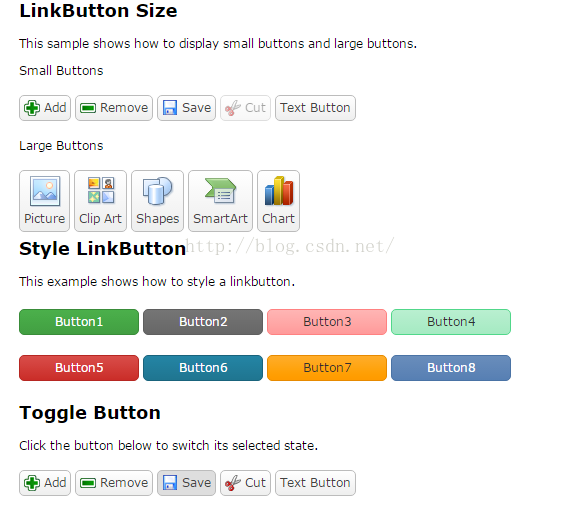 LinkButton Size
This sample shows how to display small buttons and large buttons.
Small Buttons
Add Remove Save Cut Text Button
Large Buttons
Picture Clip Art Shapes SmartArt Chart
Style LinkButton http://blog.csdn.net/
This example shows how to style a linkbutton.
Button1 Button2 Button3 Button4
Button5 Button6 Button7 Button8
Toggle Button
Click the button below to switch its selected state.
Add Remove Save Cut Text Button